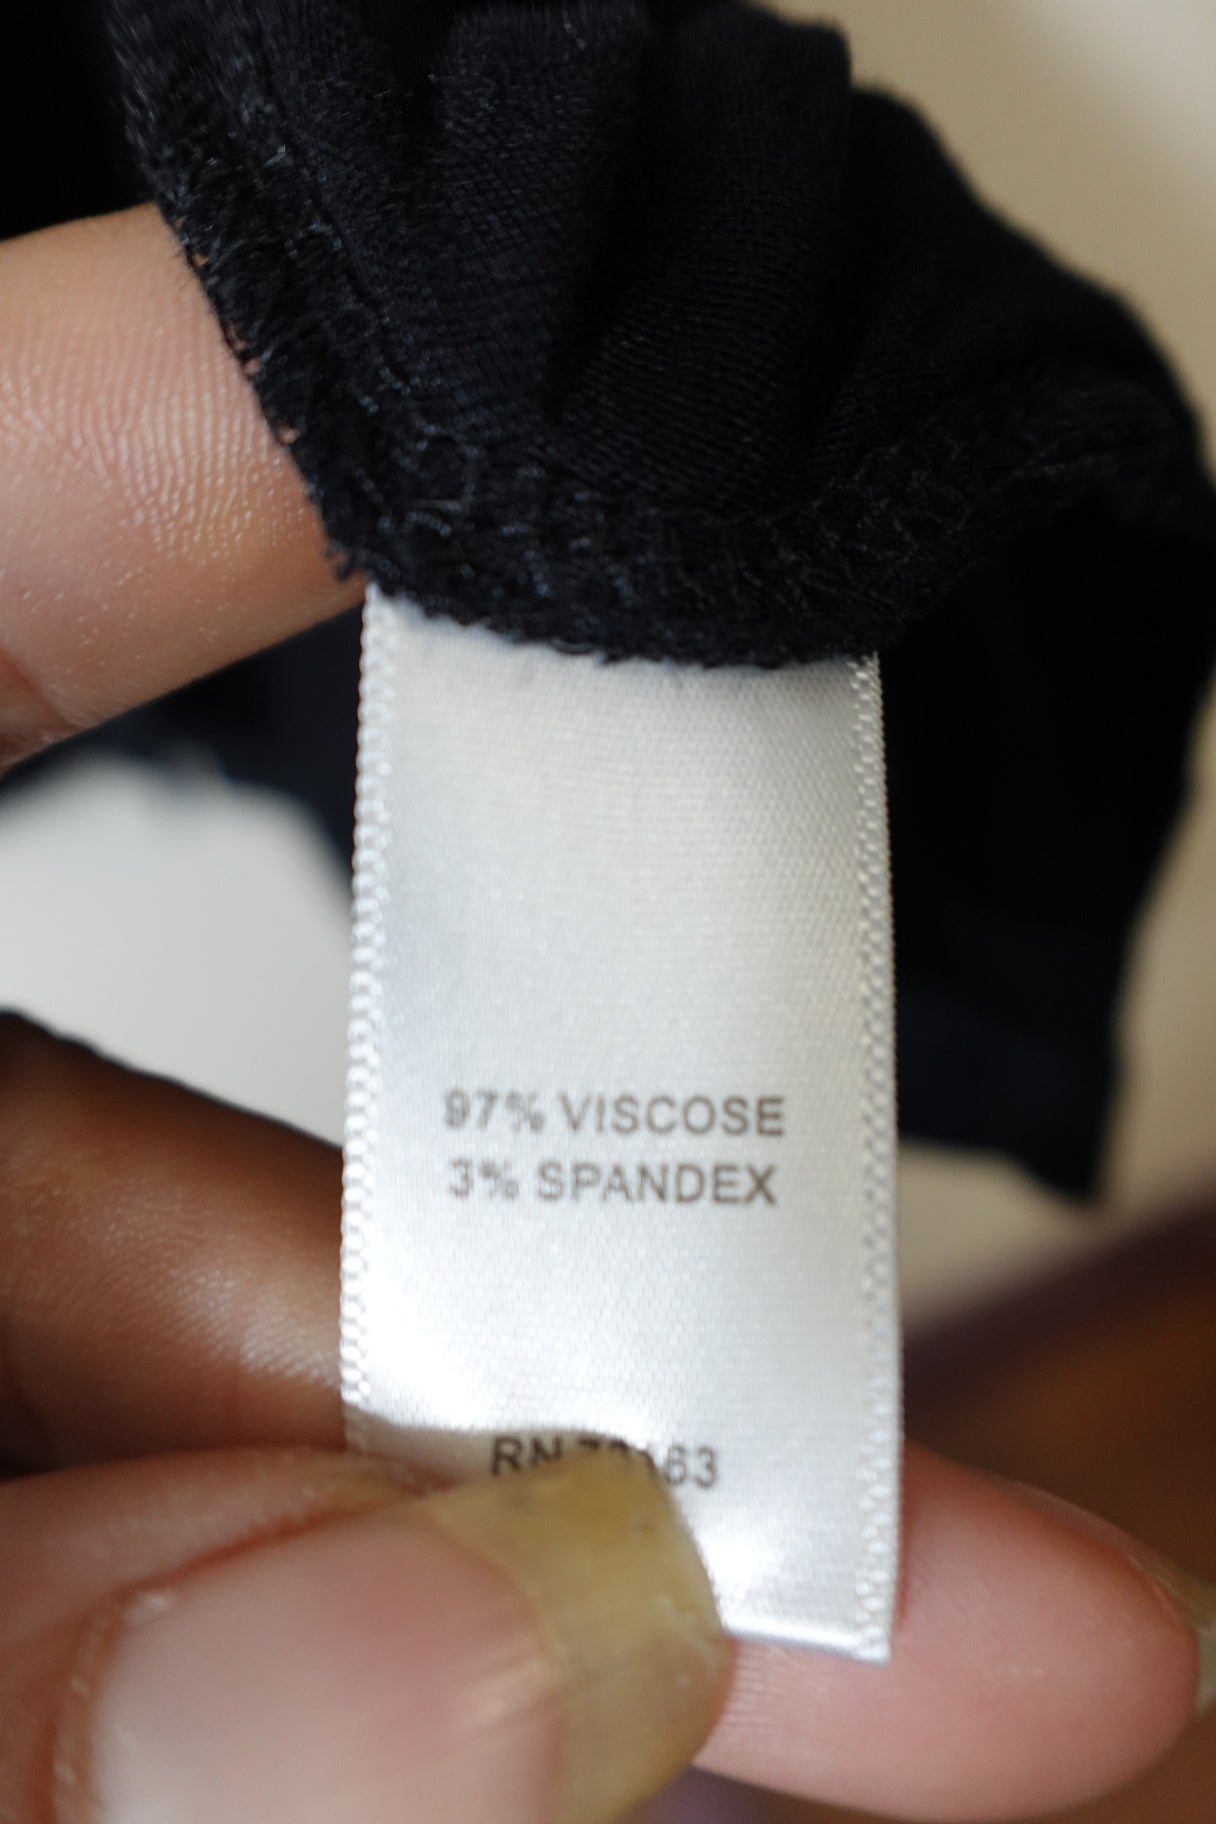 97% VISCOSE
3% SPANDEX
RN